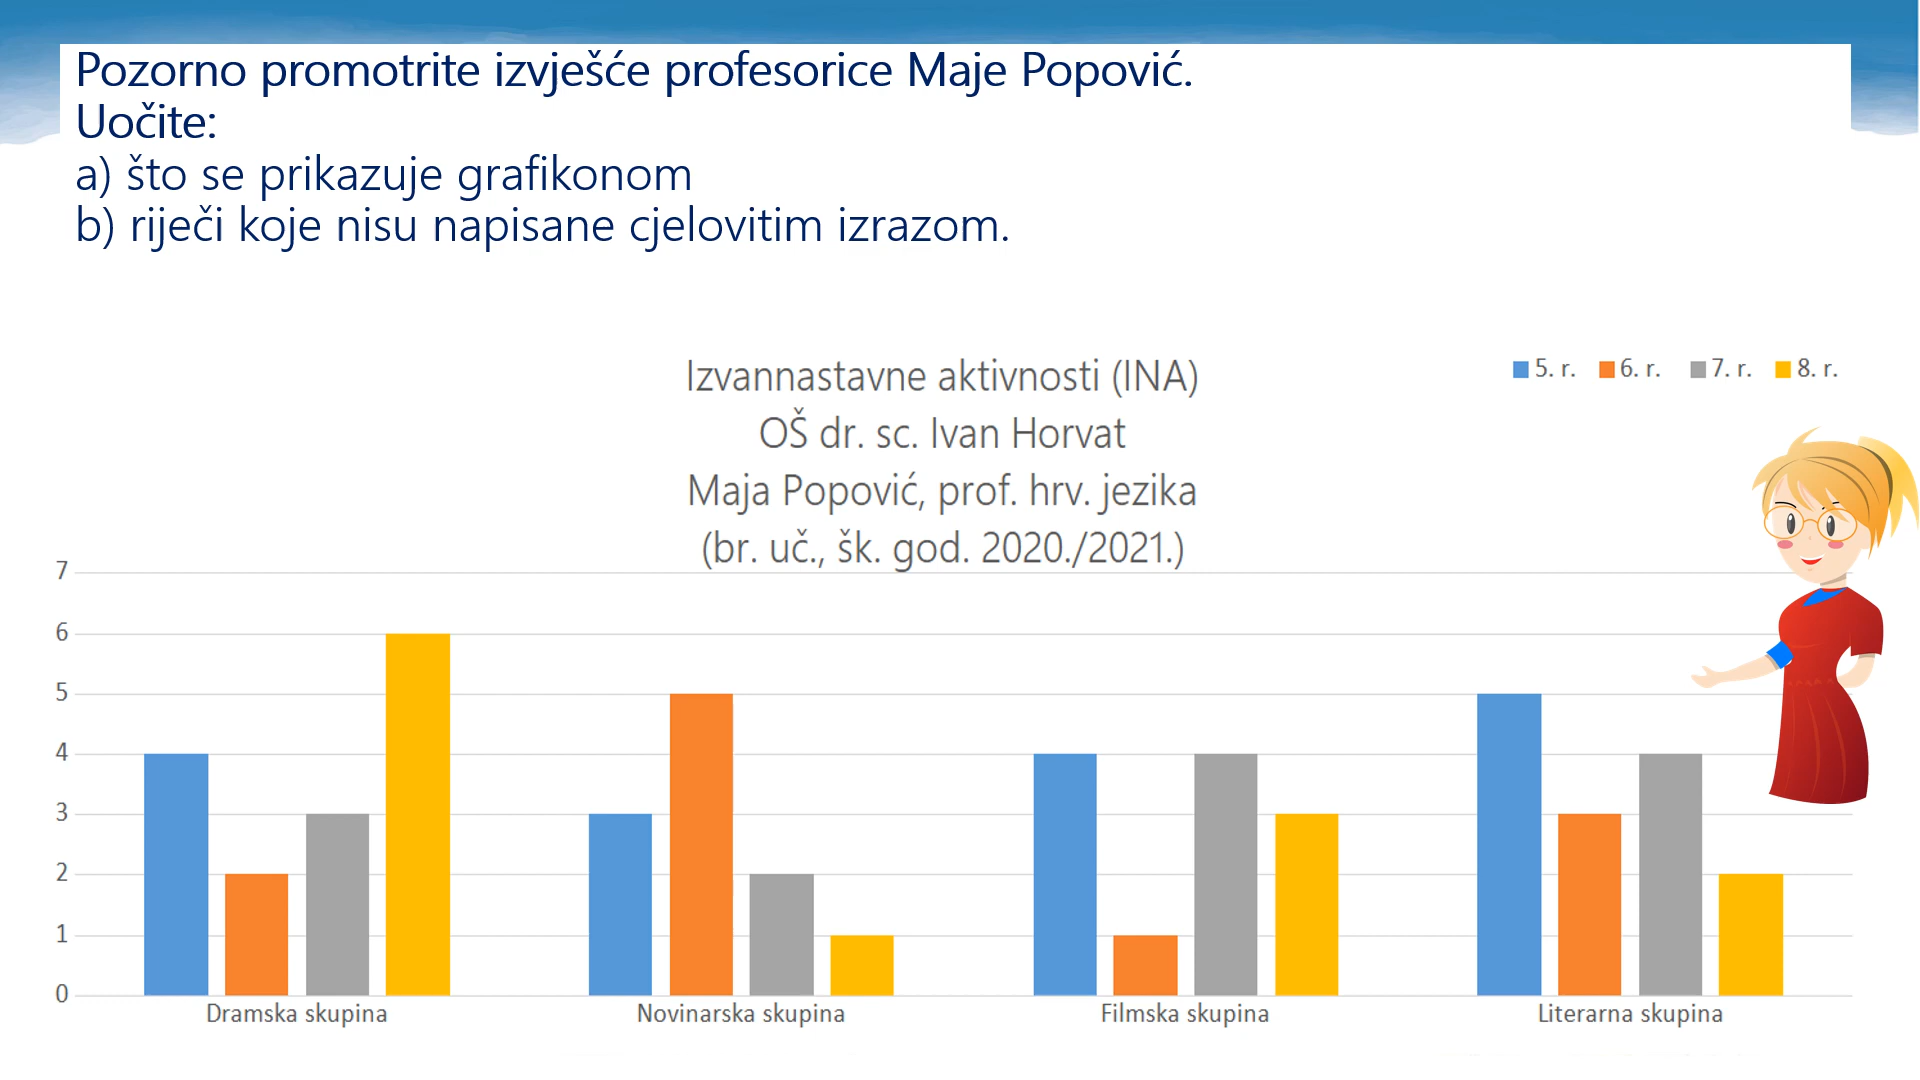 Pozorno promotrite izvješće profesorice Maje Popović.
Uočite:
a) što se prikazuje grafikonom
b) riječi koje nisu napisane cjelovitim izrazom.
Izvannastavne aktivnosti (INA)
OŠ dr. sc. Ivan Horvat
Maja Popović, prof. hrv. jezika
(br. uč., šk. god. 2020./2021.)
5. r. 6. r. 7. r. 8. r.
7
6
5
4
3
2
1
0
Dramska skupina Novinarska skupina Filmska skupina Literarna skupina